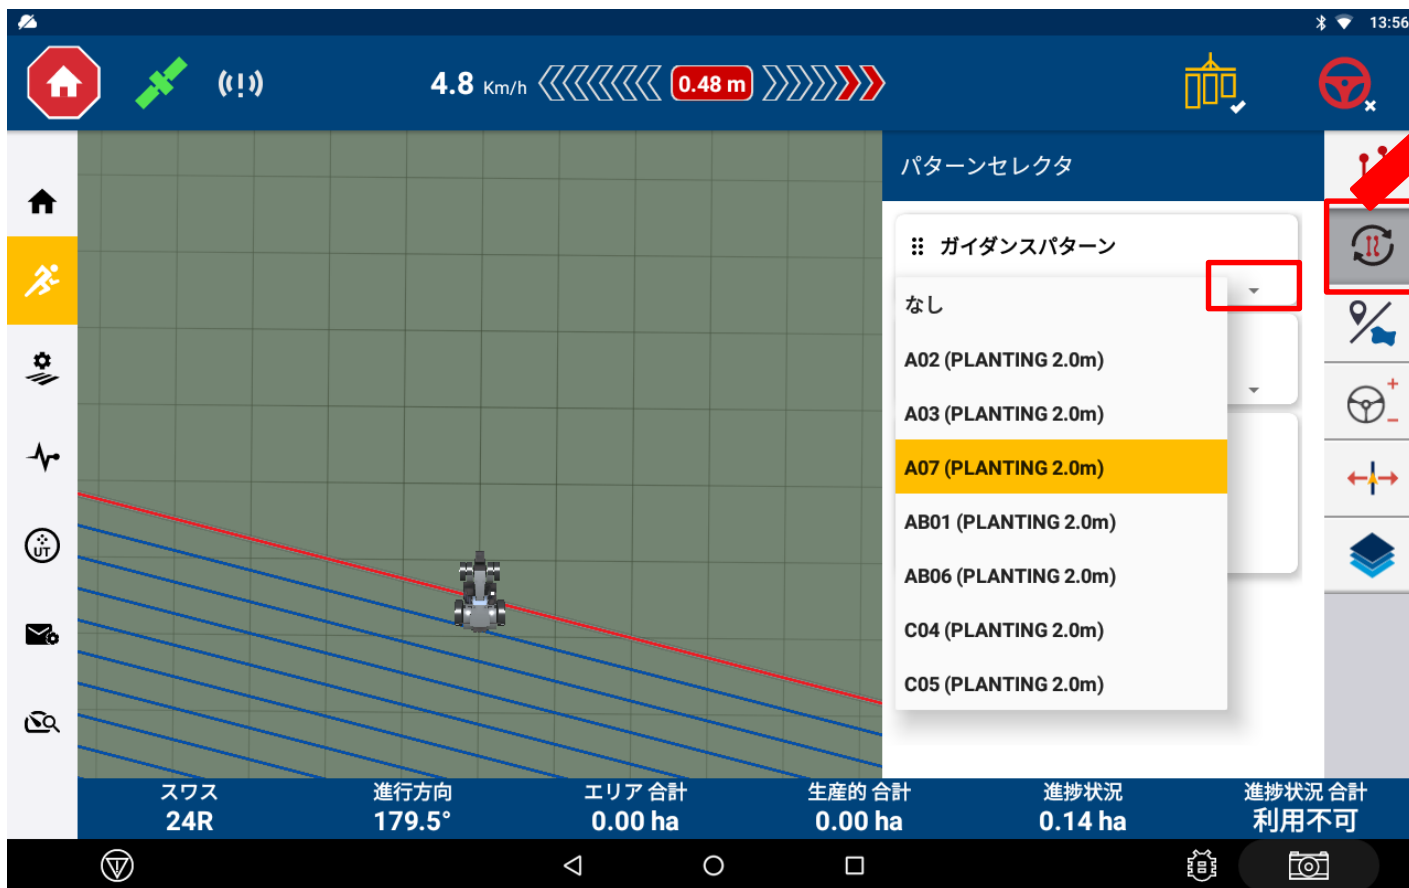 13:56
4.8 Km/h 0.48 m
パターンセレクタ
ガイダンスパターン
なし
A02 (PLANTING 2.0m)
A03 (PLANTING 2.0m)
A07 (PLANTING 2.0m)
AB01 (PLANTING 2.0m)
AB06 (PLANTING 2.0m)
C04 (PLANTING 2.0m)
C05 (PLANTING 2.0m)
UT
スワス 進行方向 エリア 合計 生産的 合計 進捗状況 進捗状況 合計
24R 179.5° 0.00 ha 0.00 ha 0.14 ha 利用不可